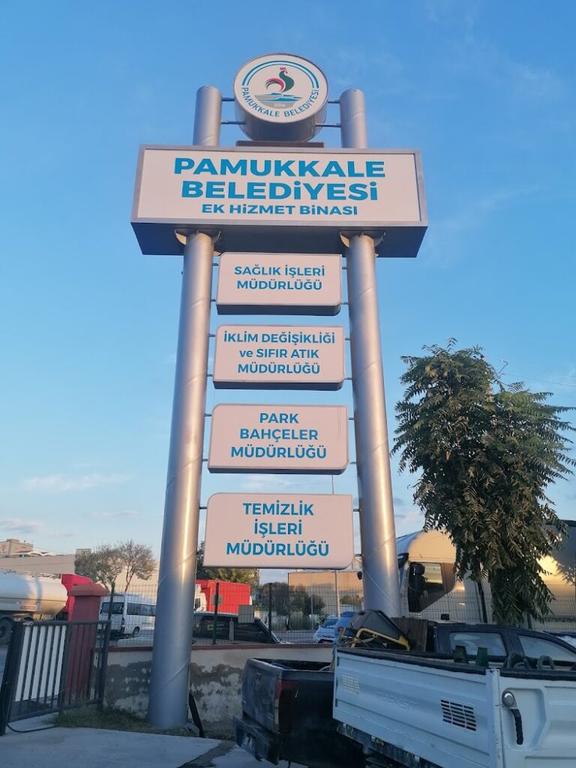 PAMUKKALE BELEDİYESİ
PAMUKKALE
BELEDİYESİ
EK HİZMET BİNASI
SAĞLIK İŞLERİ
MÜDÜRLÜĞÜ
İKLİM DEĞİŞİKLİĞİ
ve SIFIR ATIK
MÜDÜRLÜĞÜ
PARK
BAHÇELER
MÜDÜRLÜĞÜ
TEMİZLİK
İŞLERİ
MÜDÜRLÜĞÜ